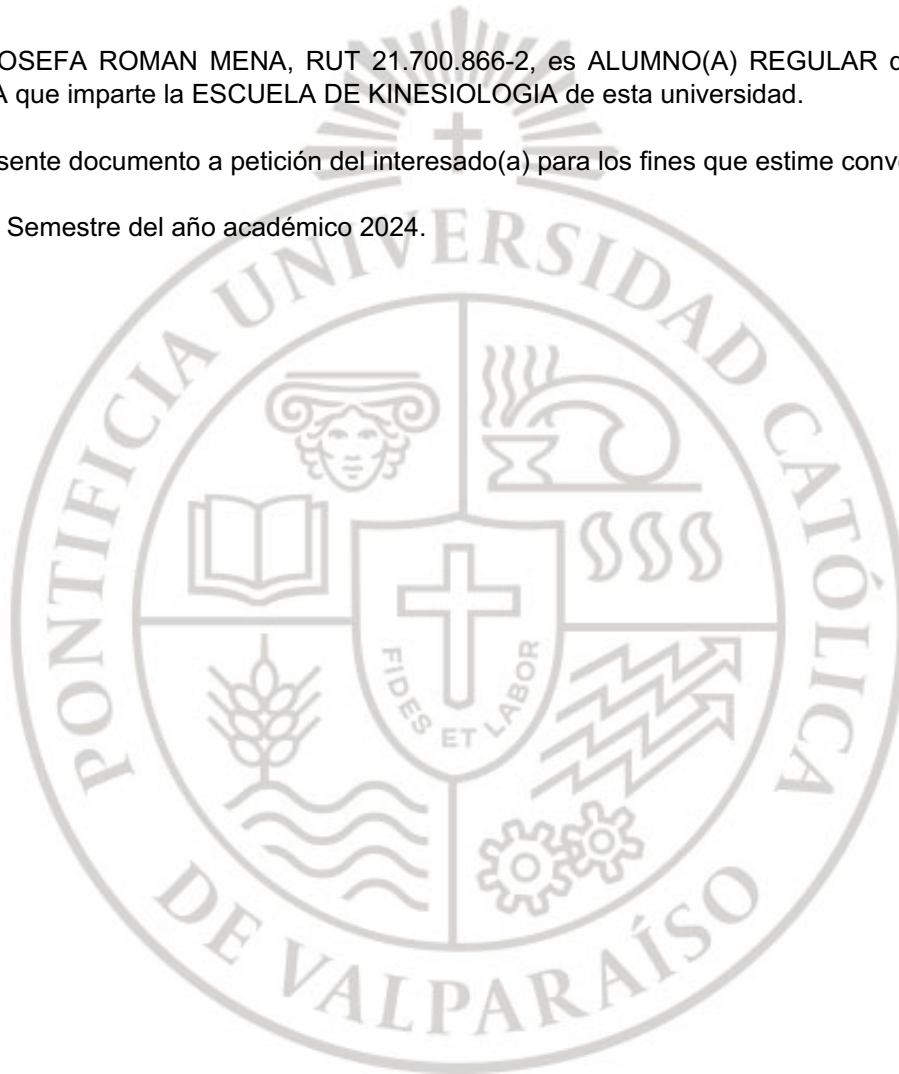 OSEFA ROMAN MENA, RUT 21.700.866-2, es ALUMNO(A) REGULAR
A que imparte la ESCUELA DE KINESIOLOGIA de esta universidad.
sente documento a petición del interesado(a) para los fines que estime
Semestre del año académico 2024.
PONTIFICIA UNIVERSIDAD CATÓLICA
DE VALPARAÍSO
FIDES ET LABOR